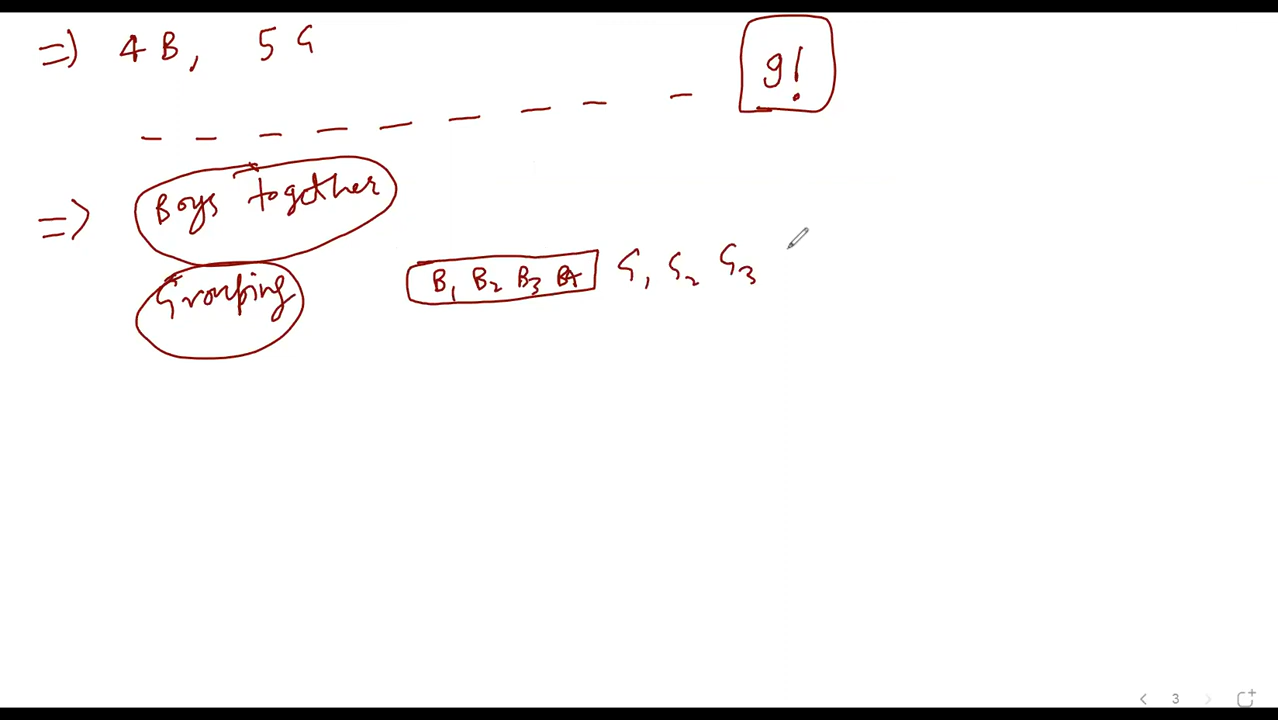 => 4 B, 5 G
_ _ _ _ _ _ _ _ _ 9!
=> Boys together
Grouping
B1 B2 B3 B4 G1 G2 G3
3